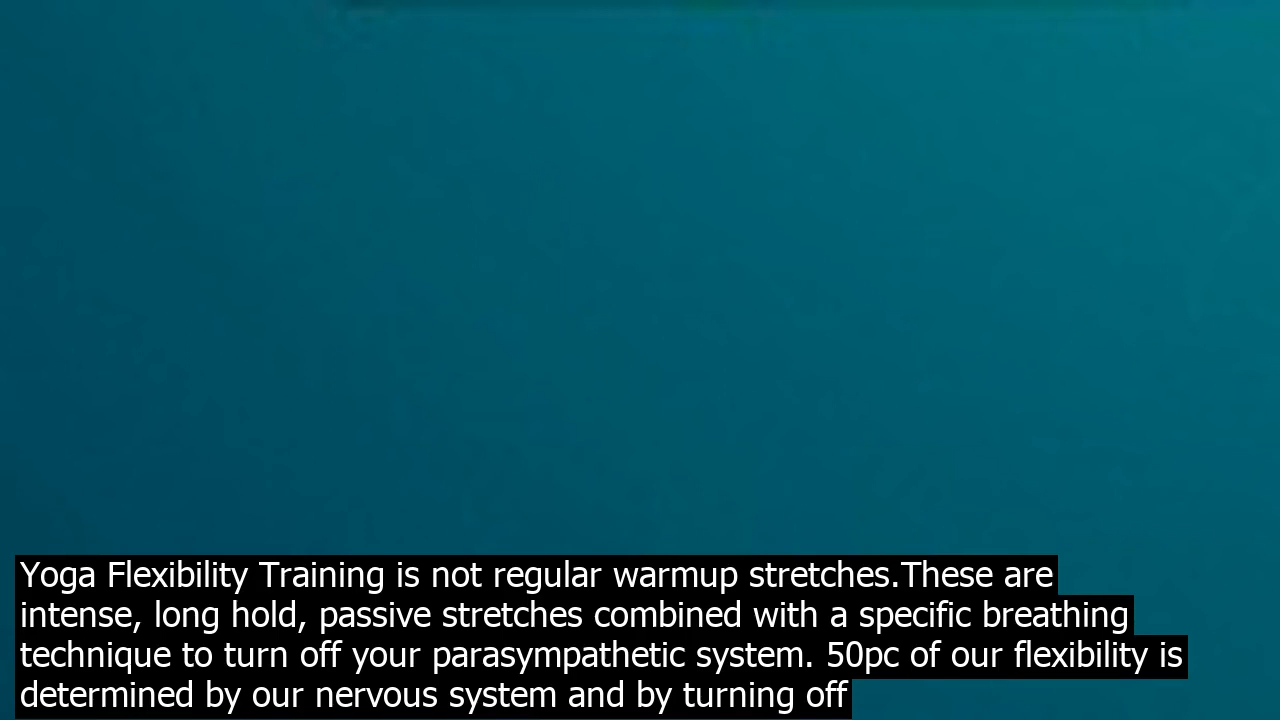 Yoga Flexibility Training is not regular warmup stretches.These are
intense, long hold, passive stretches combined with a specific breathing
technique to turn off your parasympathetic system. 50pc of our flexibility is
determined by our nervous system and by turning off